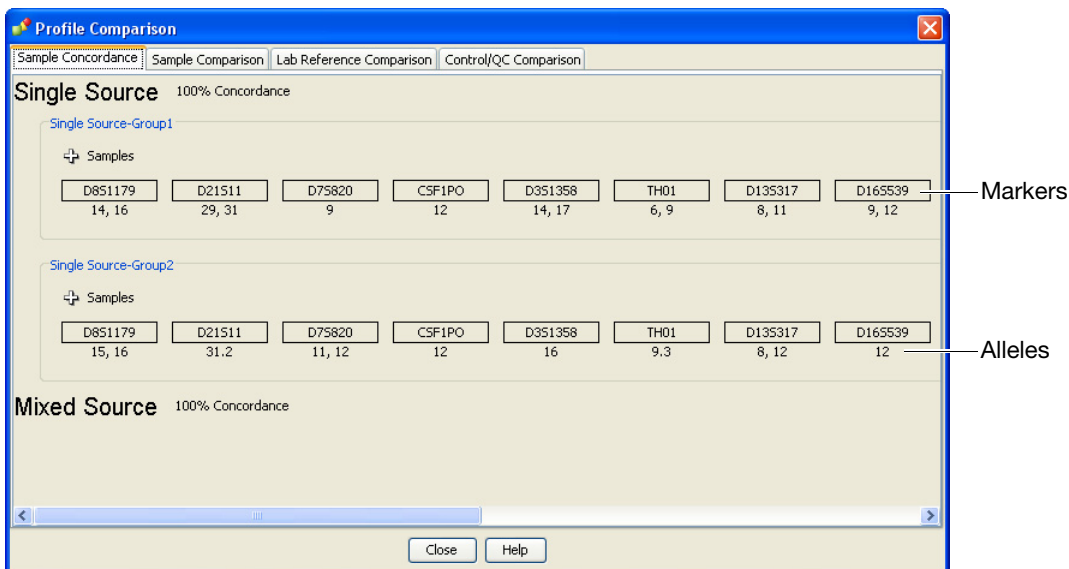 Profile Comparison
Sample Concordance Sample Comparison Lab Reference Comparison Control/QC Comparison
Single Source 100% Concordance
Single Source-Group1
Samples
D8S1179 D21S11 D7S820 CSF1PO D3S1358 TH01 D13S317 D16S539 Markers
14, 16 29, 31 9 12 14, 17 6, 9 8, 11 9, 12
Single Source-Group2
Samples
D8S1179 D21S11 D7S820 CSF1PO D3S1358 TH01 D13S317 D16S539
15, 16 31.2 11, 12 12 16 9.3 8, 12 12 Alleles
Mixed Source 100% Concordance
Close Help